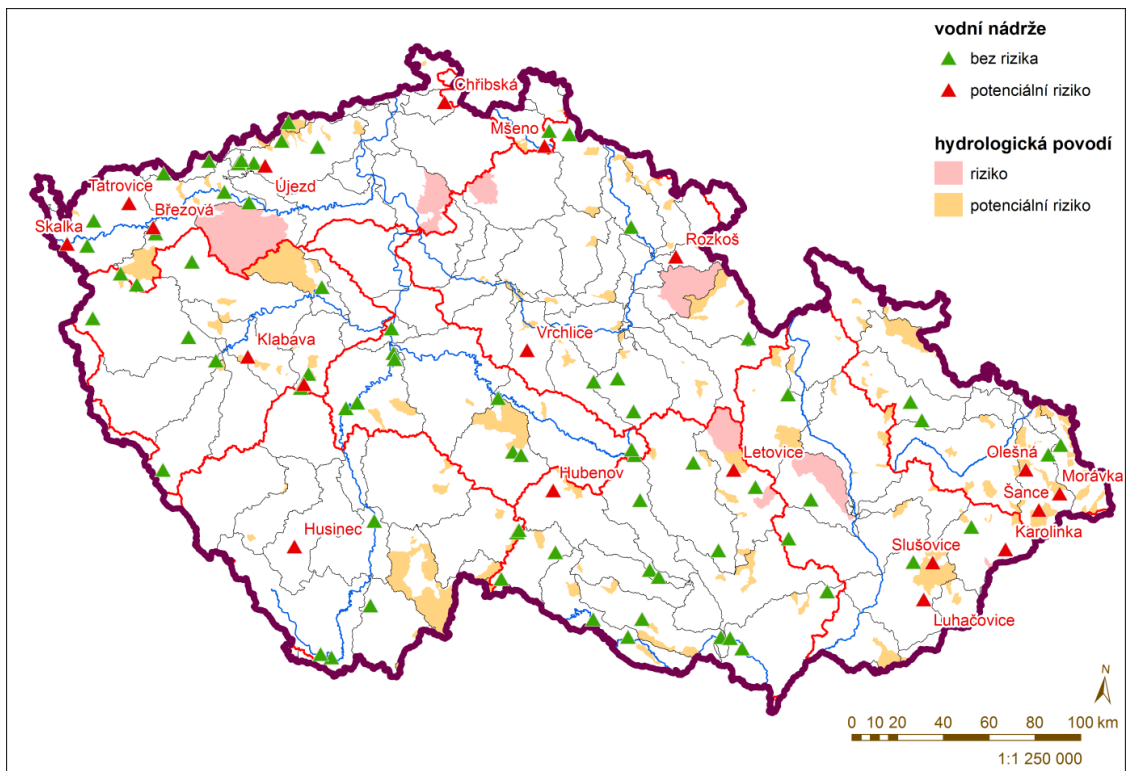 vodní nádrže
bez rizika
potenciální riziko
hydrologická povodí
riziko
potenciální riziko
Chřibská
Mšeno
Újezd
Tatrovice
Březová
Skalka
Rozkoš
Klabava
Vrchlice
Letovice
Olešná
Hubenov
Morávka
Šance
Husinec
Karolinka
Slušovice
Luhačovice
N
0 10 20 40 60 80 100 km
1:1 250 000